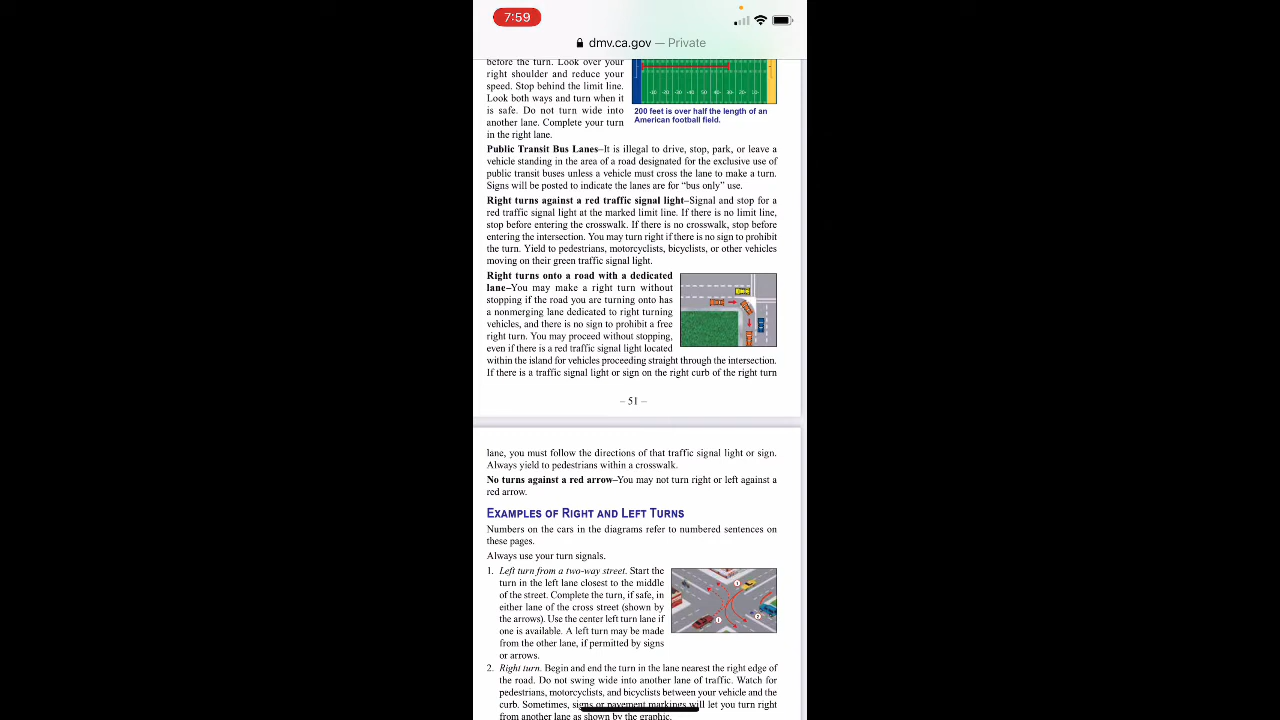 7:59
dmv.ca.gov — Private
before the turn. Look over your
right shoulder and reduce your
speed. Stop behind the limit line.
Look both ways and turn when it
is safe. Do not turn wide into
another lane. Complete your turn
in the right lane.
200 feet is over half the length of an
American football field.
Public Transit Bus Lanes–It is illegal to drive, stop, park, or leave a
vehicle standing in the area of a road designated for the exclusive use of
public transit buses unless a vehicle must cross the lane to make a turn.
Signs will be posted to indicate the lanes are for “bus only” use.
Right turns against a red traffic signal light–Signal and stop for a
red traffic signal light at the marked limit line. If there is no limit line,
stop before entering the crosswalk. If there is no crosswalk, stop before
entering the intersection. You may turn right if there is no sign to prohibit
the turn. Yield to pedestrians, motorcyclists, bicyclists, or other vehicles
moving on their green traffic signal light.
Right turns onto a road with a dedicated
lane–You may make a right turn without
stopping if the road you are turning onto has
a nonmerging lane dedicated to right turning
vehicles, and there is no sign to prohibit a free
right turn. You may proceed without stopping,
even if there is a red traffic signal light located
within the island for vehicles proceeding straight through the intersection.
If there is a traffic signal light or sign on the right curb of the right turn
– 51 –
lane, you must follow the directions of that traffic signal light or sign.
Always yield to pedestrians within a crosswalk.
No turns against a red arrow–You may not turn right or left against a
red arrow.
EXAMPLES OF RIGHT AND LEFT TURNS
Numbers on the cars in the diagrams refer to numbered sentences on
these pages.
Always use your turn signals.
1. Left turn from a two-way street. Start the
turn in the left lane closest to the middle
of the street. Complete the turn, if safe, in
either lane of the cross street (shown by
the arrows). Use the center left turn lane if
one is available. A left turn may be made
from the other lane, if permitted by signs
or arrows.
1
1
2
2. Right turn. Begin and end the turn in the lane nearest the right edge of
the road. Do not swing wide into another lane of traffic. Watch for
pedestrians, motorcyclists, and bicyclists between your vehicle and the
curb. Sometimes, signs or pavement markings will let you turn right
from another lane as shown by the graphic.